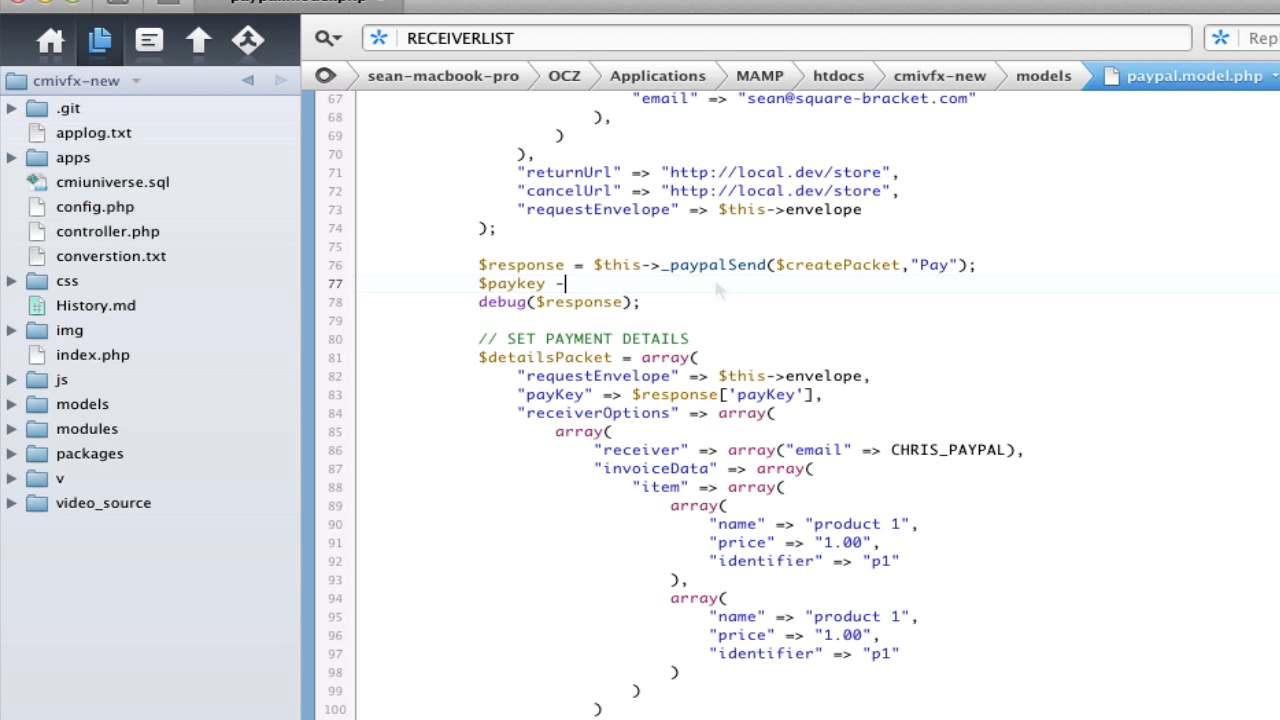 paypal.model.php
RECEIVERLIST
Repl
sean-macbook-pro OCZ Applications MAMP htdocs cmivfx-new models paypal.model.php
cmivfx-new
.git
applog.txt
apps
cmiuniverse.sql
config.php
controller.php
converstion.txt
css
History.md
img
index.php
js
models
modules
packages
v
video_source
67 "email" => "sean@square-bracket.com"
68 ),
69 )
70 ),
71 "returnUrl" => "http://local.dev/store",
72 "cancelUrl" => "http://local.dev/store",
73 "requestEnvelope" => $this->envelope
74 );
75
76 $response = $this->_paypalSend($createPacket,"Pay");
77 $paykey -
78 debug($response);
79
80 // SET PAYMENT DETAILS
81 $detailsPacket = array(
82 "requestEnvelope" => $this->envelope,
83 "payKey" => $response['payKey'],
84 "receiverOptions" => array(
85 array(
86 "receiver" => array("email" => CHRIS_PAYPAL),
87 "invoiceData" => array(
88 "item" => array(
89 array(
90 "name" => "product 1",
91 "price" => "1.00",
92 "identifier" => "p1"
93 ),
94 array(
95 "name" => "product 1",
96 "price" => "1.00",
97 "identifier" => "p1"
98 )
99 )
100 )